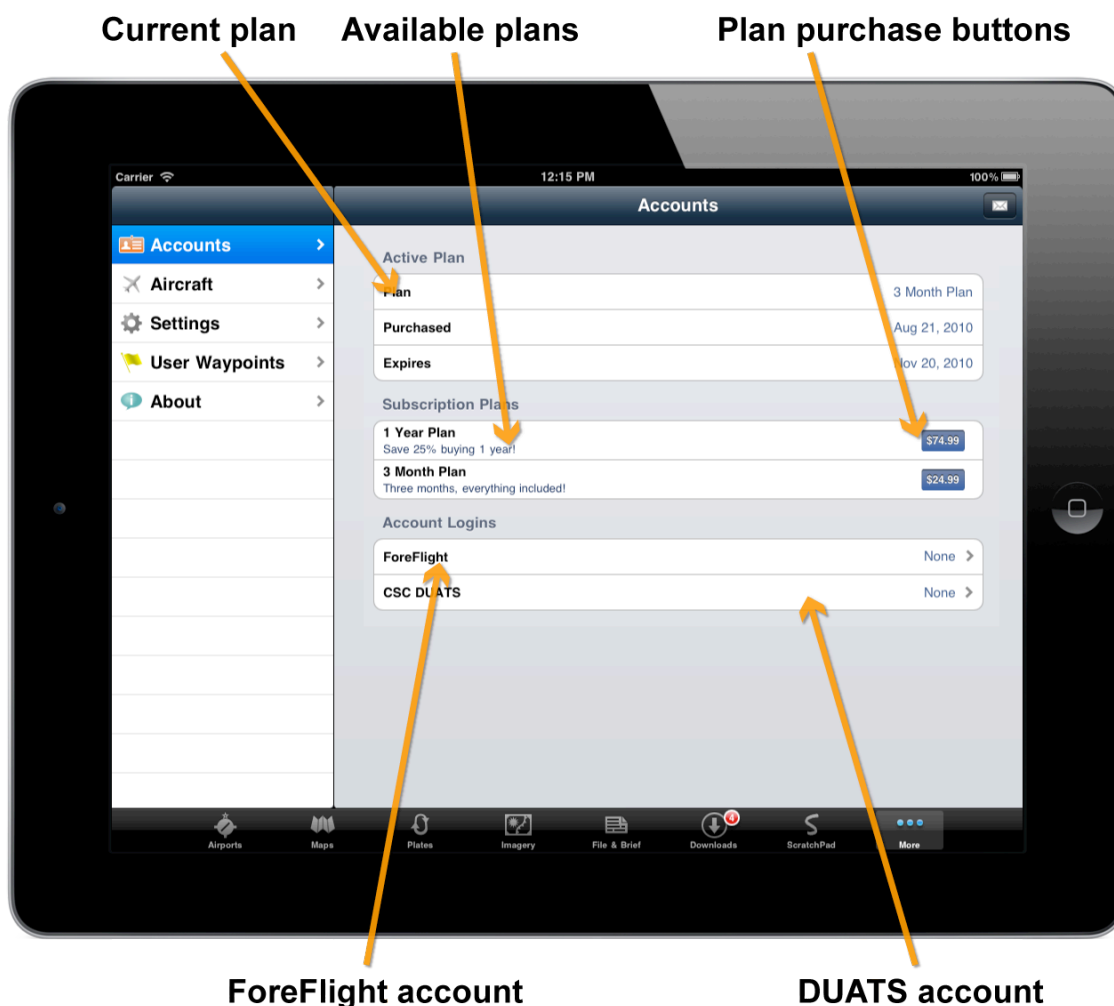 Current plan Available plans Plan purchase buttons
Carrier 12:15 PM 100%
Accounts
Accounts
Aircraft
Settings
User Waypoints
About
Active Plan
Plan 3 Month Plan
Purchased Aug 21, 2010
Expires Nov 20, 2010
Subscription Plans
1 Year Plan
Save 25% buying 1 year!
$74.99
3 Month Plan
Three months, everything included!
$24.99
Account Logins
ForeFlight None
CSC DUATS None
4
Airports Maps Plates Imagery File & Brief Downloads ScratchPad More
ForeFlight account DUATS account